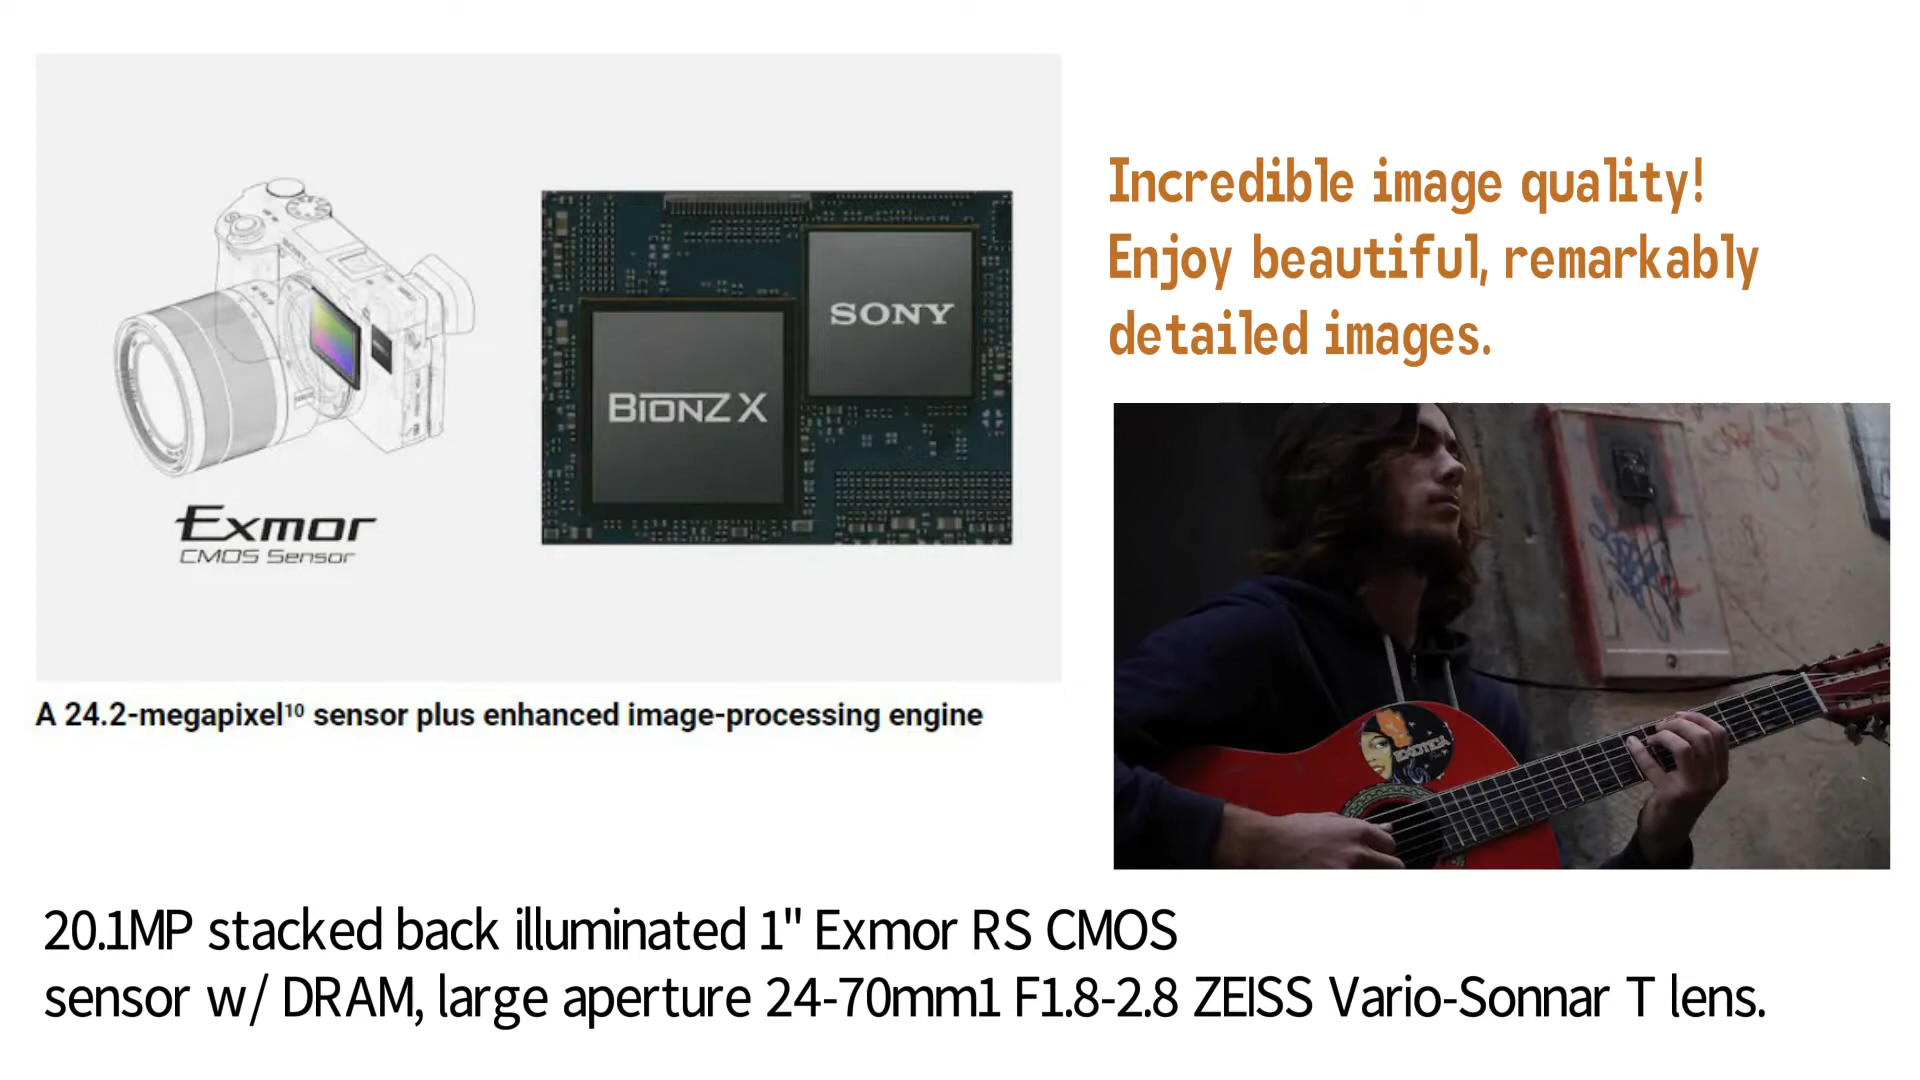 Exmor
CMOS Sensor
BIONZ X
SONY
A 24.2-megapixel¹⁰ sensor plus enhanced image-processing engine
Incredible image quality!
Enjoy beautiful, remarkably
detailed images.
EXOTICA
20.1MP stacked back illuminated 1" Exmor RS CMOS
sensor w/ DRAM, large aperture 24-70mm1 F1.8-2.8 ZEISS Vario-Sonnar T lens.